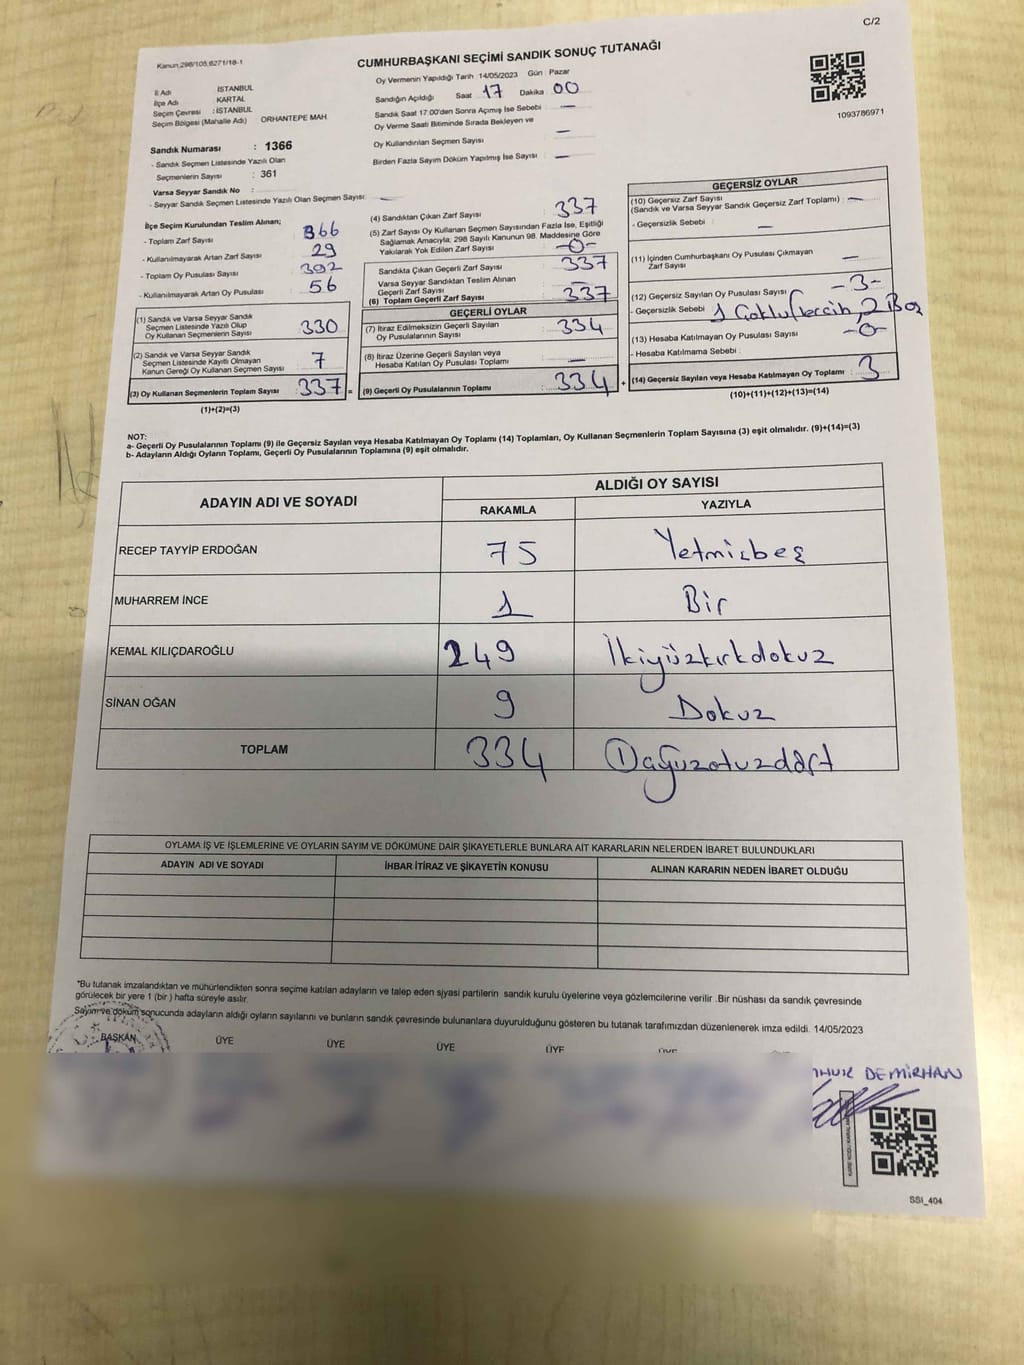 C/2
Kanun,298/105,6271/18-1
CUMHURBAŞKANI SEÇİMİ SANDIK SONUÇ TUTANAĞI
İl Adı İSTANBUL
İlçe Adı KARTAL
Seçim Çevresi : İSTANBUL
Seçim Bölgesi (Mahalle Adı) ORHANTEPE MAH
Sandık Numarası : 1366
- Sandık Seçmen Listesinde Yazılı Olan
Seçmenlerin Sayısı : 361
Varsa Seyyar Sandık No :
- Seyyar Sandık Seçmen Listesinde Yazılı Olan Seçmen Sayısı: —
Oy Vermenin Yapıldığı Tarih 14/05/2023 Gün Pazar
Sandığın Açıldığı Saat 17 Dakika 00
Sandık Saat 17:00'den Sonra Açımış İse Sebebi —
Oy Verme Saati Bitiminde Sırada Bekleyen ve
Oy Kullandırılan Seçmen Sayısı —
Birden Fazla Sayım Döküm Yapılmış İse Sayısı —
1093786971
İlçe Seçim Kurulundan Teslim Alınan;
- Toplam Zarf Sayısı 366
- Kullanılmayarak Artan Zarf Sayısı 29
- Toplam Oy Pusulası Sayısı 392
- Kullanılmayarak Artan Oy Pusulası 56
(1) Sandık ve Varsa Seyyar Sandık
Seçmen Listesinde Yazılı Olup
Oy Kullanan Seçmenlerin Sayısı 330
(2) Sandık ve Varsa Seyyar Sandık
Seçmen Listesinde Kayıtlı Olmayan
Kanun Gereği Oy Kullanan Seçmen Sayısı 7
(3) Oy Kullanan Seçmenlerin Toplam Sayısı 337 =
(1)+(2)=(3)
(4) Sandıktan Çıkan Zarf Sayısı 337
(5) Zarf Sayısı Oy Kullanan Seçmen Sayısından Fazla İse, Eşitliği
Sağlamak Amacıyla, 298 Sayılı Kanunun 98. Maddesine Göre
Yakılarak Yok Edilen Zarf Sayısı -0-
Sandıkta Çıkan Geçerli Zarf Sayısı 337
Varsa Seyyar Sandıktan Teslim Alınan
Geçerli Zarf Sayısı —
(6) Toplam Geçerli Zarf Sayısı 337
GEÇERLİ OYLAR
(7) İtiraz Edilmeksizin Geçerli Sayılan
Oy Pusulalarının Sayısı 334
(8) İtiraz Üzerine Geçerli Sayılan veya
Hesaba Katılan Oy Pusulası Toplamı —
(9) Geçerli Oy Pusulalarının Toplamı 334 +
GEÇERSİZ OYLAR
(10) Geçersiz Zarf Sayısı
(Sandık ve Varsa Seyyar Sandık Geçersiz Zarf Toplamı) : —
- Geçersizlik Sebebi : —
(11) İçinden Cumhurbaşkanı Oy Pusulası Çıkmayan
Zarf Sayısı —
(12) Geçersiz Sayılan Oy Pusulası Sayısı -3-
- Geçersizlik Sebebi 1 Çoklu tercih, 2 Boş
(13) Hesaba Katılmayan Oy Pusulası Sayısı -0-
- Hesaba Katılmama Sebebi :
(14) Geçersiz Sayılan veya Hesaba Katılmayan Oy Toplamı : 3
(10)+(11)+(12)+(13)=(14)
NOT:
a- Geçerli Oy Pusulalarının Toplamı (9) ile Geçersiz Sayılan veya Hesaba Katılmayan Oy Toplamı (14) Toplamları, Oy Kullanan Seçmenlerin Toplam Sayısına (3) eşit olmalıdır. (9)+(14)=(3)
b- Adayların Aldığı Oyların Toplamı, Geçerli Oy Pusulalarının Toplamına (9) eşit olmalıdır.
ADAYIN ADI VE SOYADI ALDIĞI OY SAYISI
RAKAMLA YAZIYLA
RECEP TAYYİP ERDOĞAN 75 Yetmişbeş
MUHARREM İNCE 1 Bir
KEMAL KILIÇDAROĞLU 249 İkiyüzkırkdokuz
SİNAN OĞAN 9 Dokuz
TOPLAM 334
OYLAMA İŞ VE İŞLEMLERİNE VE OYLARIN SAYIM VE DÖKÜMÜNE DAİR ŞİKAYETLERLE BUNLARA AİT KARARLARIN NELERDEN İBARET BULUNDUKLARI
ADAYIN ADI VE SOYADI İHBAR İTİRAZ VE ŞİKAYETİN KONUSU ALINAN KARARIN NEDEN İBARET OLDUĞU
*Bu tutanak imzalandıktan ve mühürlendikten sonra seçime katılan adayların ve talep eden siyasi partilerin sandık kurulu üyelerine veya gözlemcilerine verilir .Bir nüshası da sandık çevresinde
görülecek bir yere 1 (bir ) hafta süreyle asılır.
Sayım ve döküm sonucunda adayların aldığı oyların sayılarını ve bunların sandık çevresinde bulunanlara duyurulduğunu gösteren bu tutanak tarafımızdan düzenlenerek imza edildi. 14/05/2023
BAŞKAN ÜYE ÜYE ÜYE ÜYE
DEMİRHAN
SSI_404